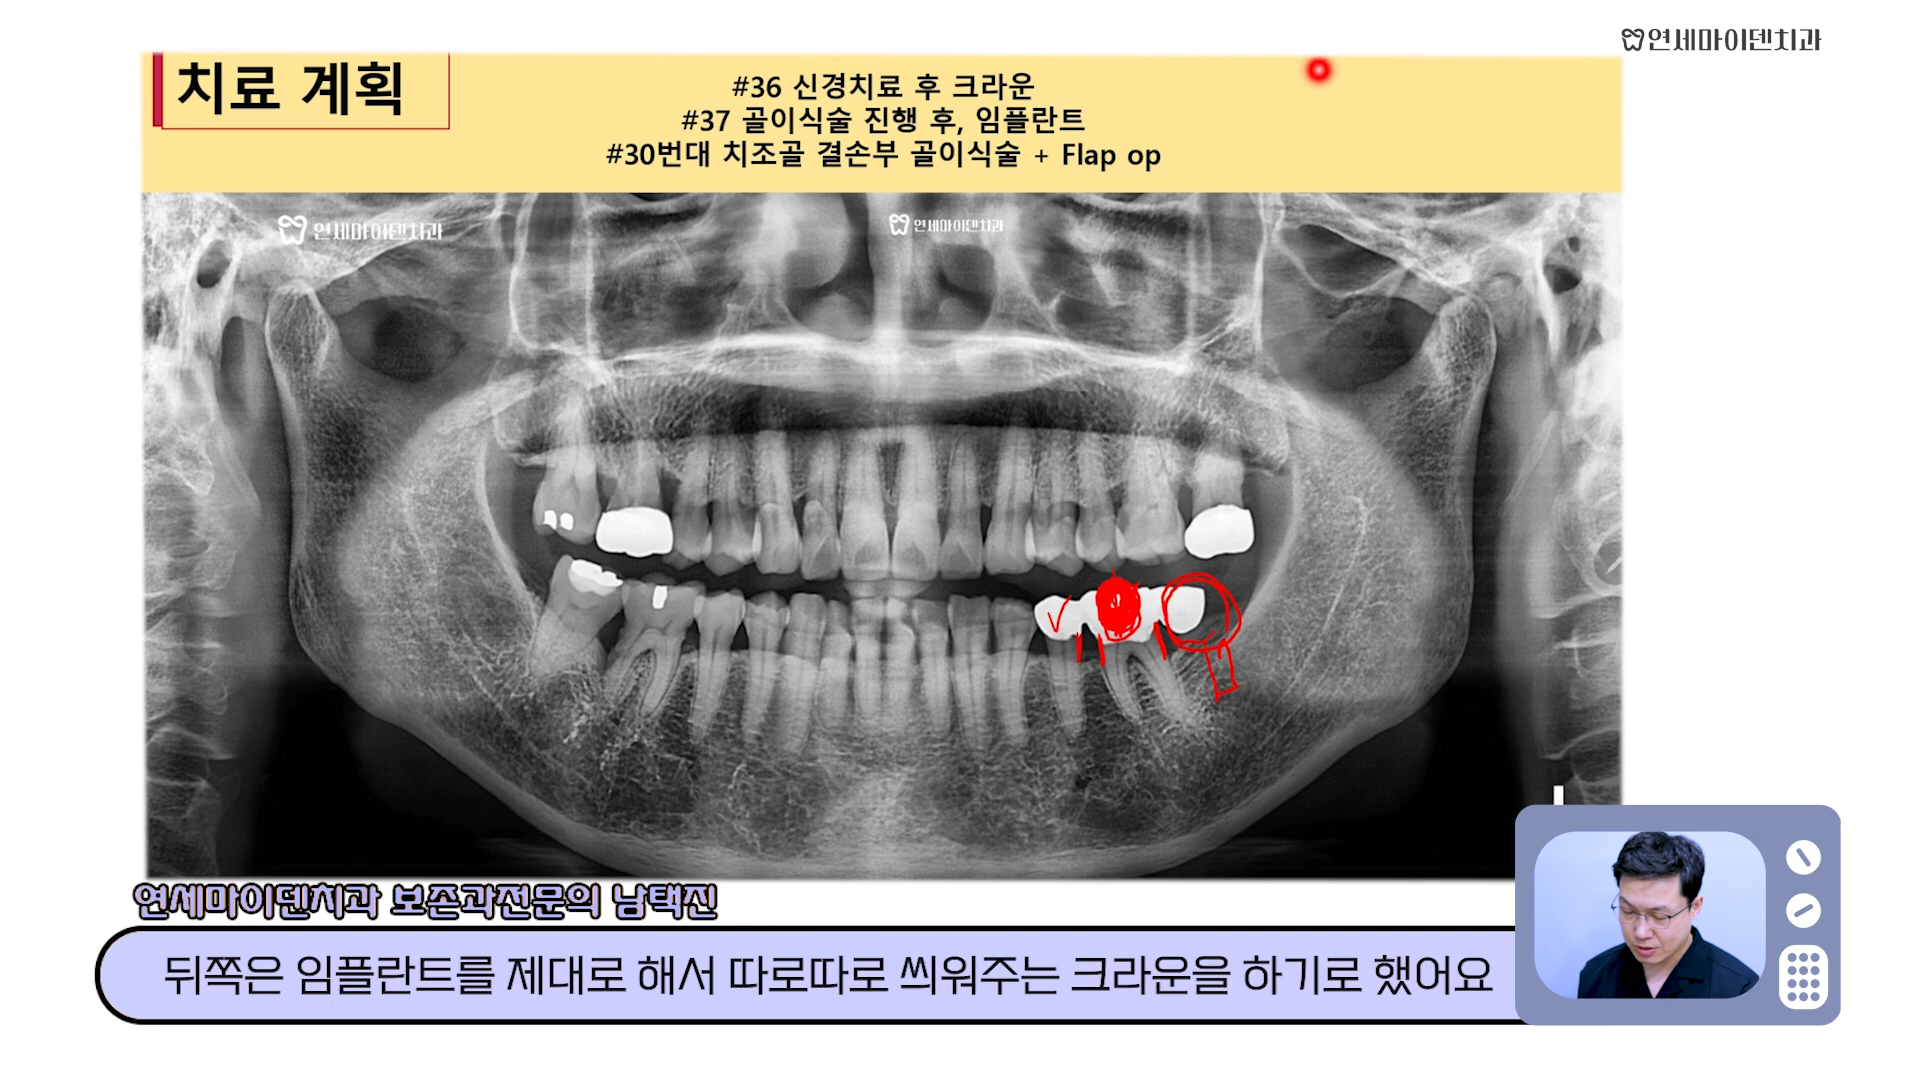 연세마이덴치과
치료 계획
#36 신경치료 후 크라운
#37 골이식술 진행 후, 임플란트
#30번대 치조골 결손부 골이식술 + Flap op
연세마이덴치과
연세마이덴치과
연세마이덴치과 보존과전문의 남택진
뒤쪽은 임플란트를 제대로 해서 따로따로 씌워주는 크라운을 하기로 했어요